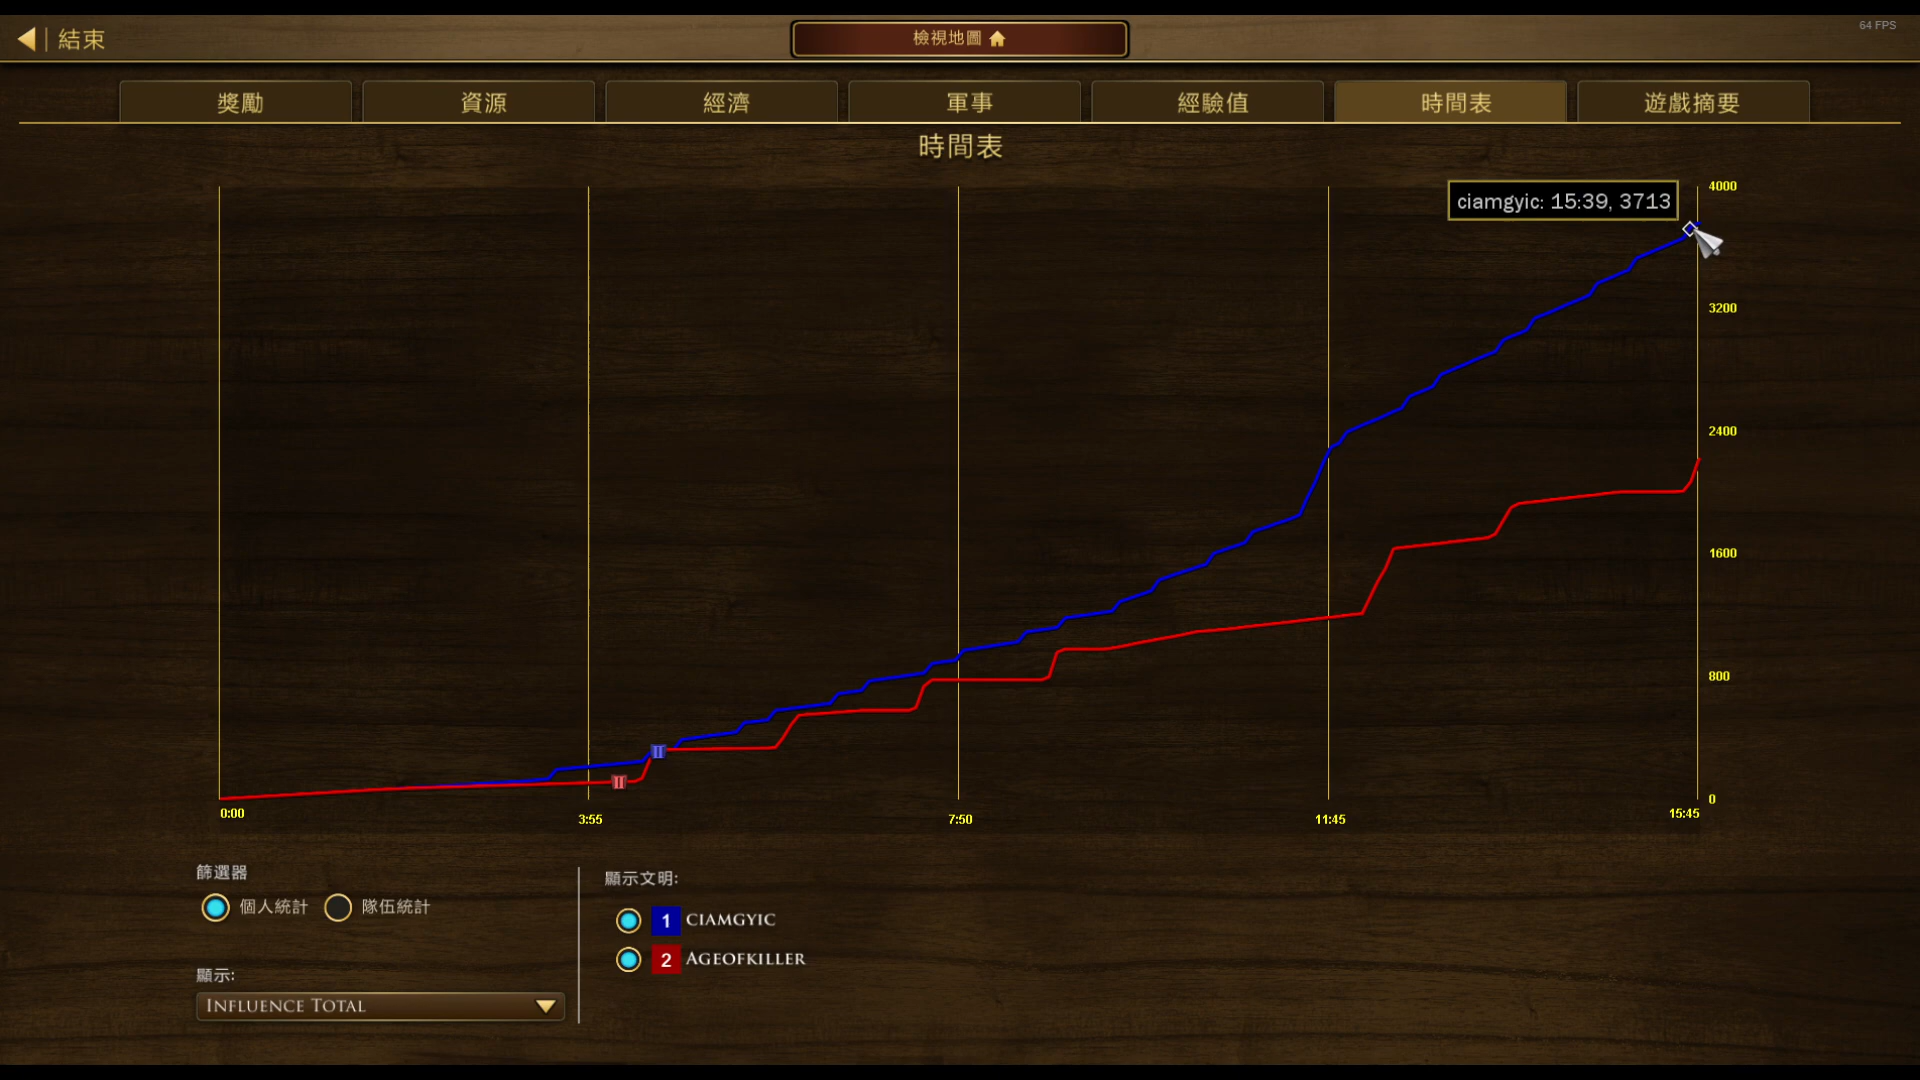 結束
檢視地圖
64 FPS
獎勵
資源
經濟
軍事
經驗值
時間表
遊戲摘要
時間表
ciamgyic: 15:39, 3713
4000
3200
2400
1600
800
0
II
II
0:00
3:55
7:50
11:45
15:45
篩選器
個人統計
隊伍統計
顯示:
Influence Total
顯示文明:
1 ciamgyic
2 Ageofkiller